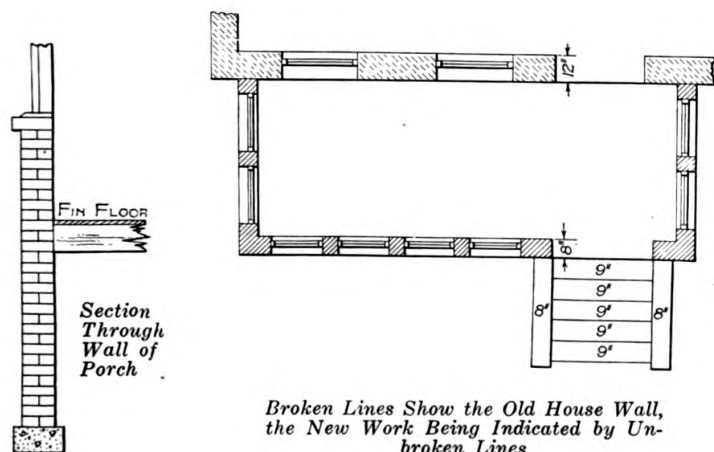 12"
FIN FLOOR
8"
Section
Through
Wall of
Porch
8"
9"
9"
9"
9"
9"
8"
Broken Lines Show the Old House Wall,
the New Work Being Indicated by Un-
broken Lines